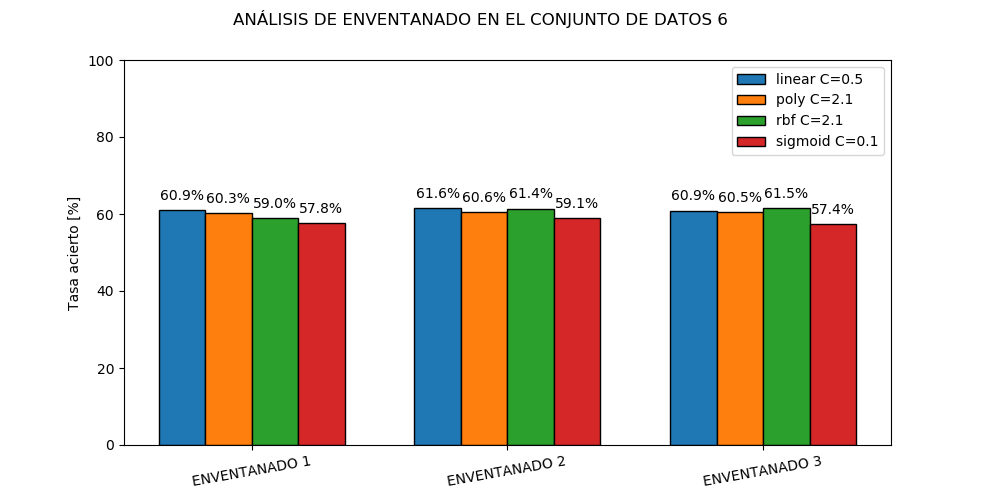 ANÁLISIS DE ENVENTANADO EN EL CONJUNTO DE DATOS 6
100
80
60
40
20
0
Tasa acierto [%]
linear C=0.5
poly C=2.1
rbf C=2.1
sigmoid C=0.1
60.9% 60.3% 59.0% 57.8%
61.6% 60.6% 61.4% 59.1%
60.9% 60.5% 61.5% 57.4%
ENVENTANADO 1
ENVENTANADO 2
ENVENTANADO 3